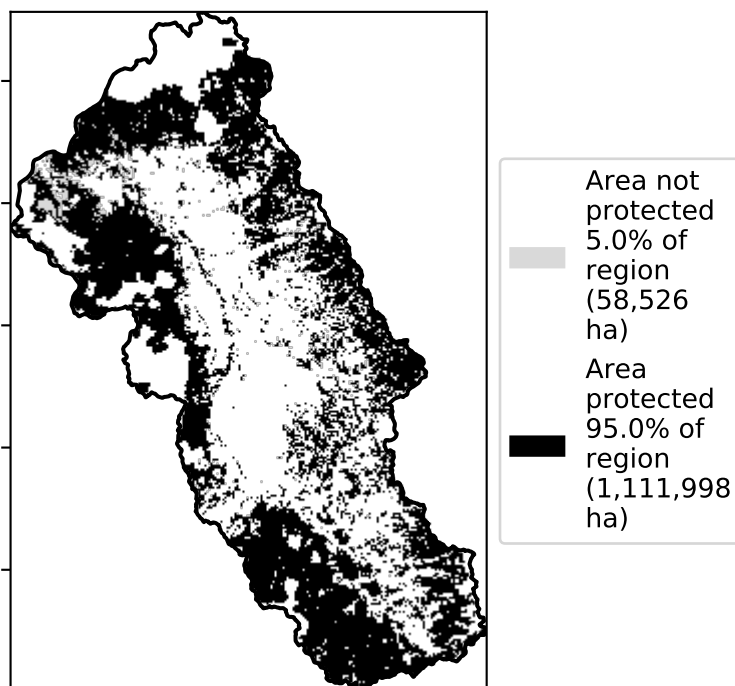 Area not
protected
5.0% of
region
(58,526
ha)
Area
protected
95.0% of
region
(1,111,998
ha)